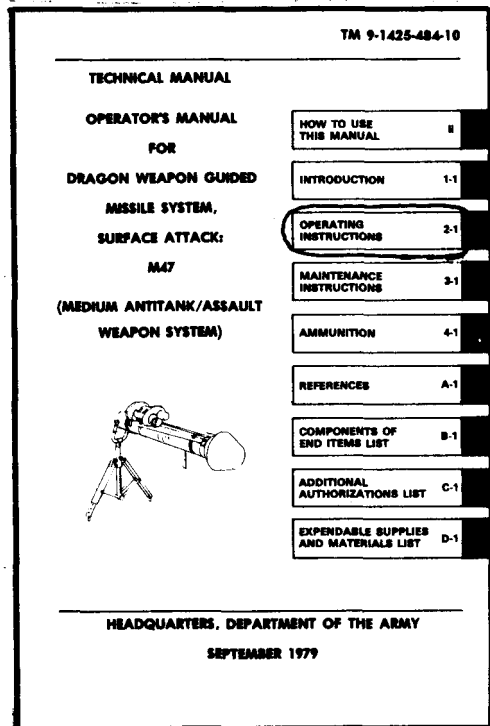 TM 9-1425-484-10
TECHNICAL MANUAL
OPERATOR'S MANUAL
FOR
DRAGON WEAPON GUIDED
MISSILE SYSTEM,
SURFACE ATTACK:
M47
(MEDIUM ANTITANK/ASSAULT
WEAPON SYSTEM)
HOW TO USE
THIS MANUAL ii
INTRODUCTION 1-1
OPERATING
INSTRUCTIONS 2-1
MAINTENANCE
INSTRUCTIONS 3-1
AMMUNITION 4-1
REFERENCES A-1
COMPONENTS OF
END ITEMS LIST B-1
ADDITIONAL
AUTHORIZATIONS LIST C-1
EXPENDABLE SUPPLIES
AND MATERIALS LIST D-1
HEADQUARTERS, DEPARTMENT OF THE ARMY
SEPTEMBER 1979